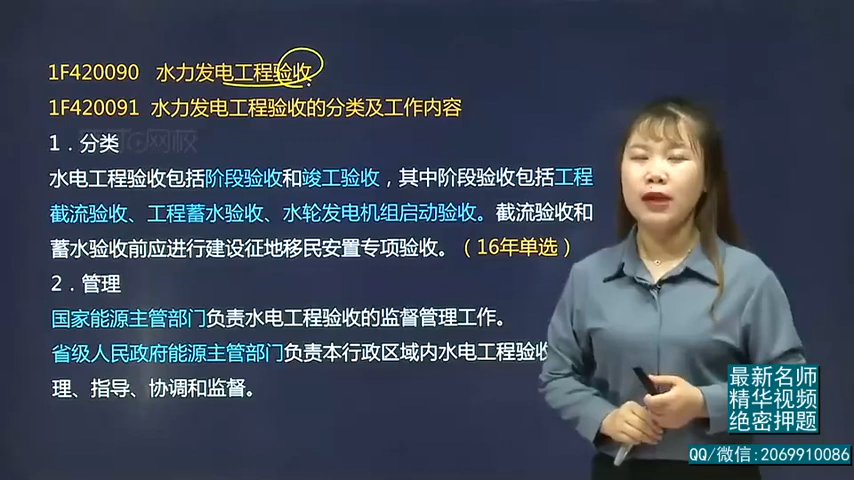 1F420090 水力发电工程验收
1F420091 水力发电工程验收的分类及工作内容
1．分类
水电工程验收包括阶段验收和竣工验收，其中阶段验收包括工程
截流验收、工程蓄水验收、水轮发电机组启动验收。截流验收和
蓄水验收前应进行建设征地移民安置专项验收。（16年单选）
2．管理
国家能源主管部门负责水电工程验收的监督管理工作。
省级人民政府能源主管部门负责本行政区域内水电工程验收
理、指导、协调和监督。
最新名师
精华视频
绝密押题
QQ/微信:2069910086